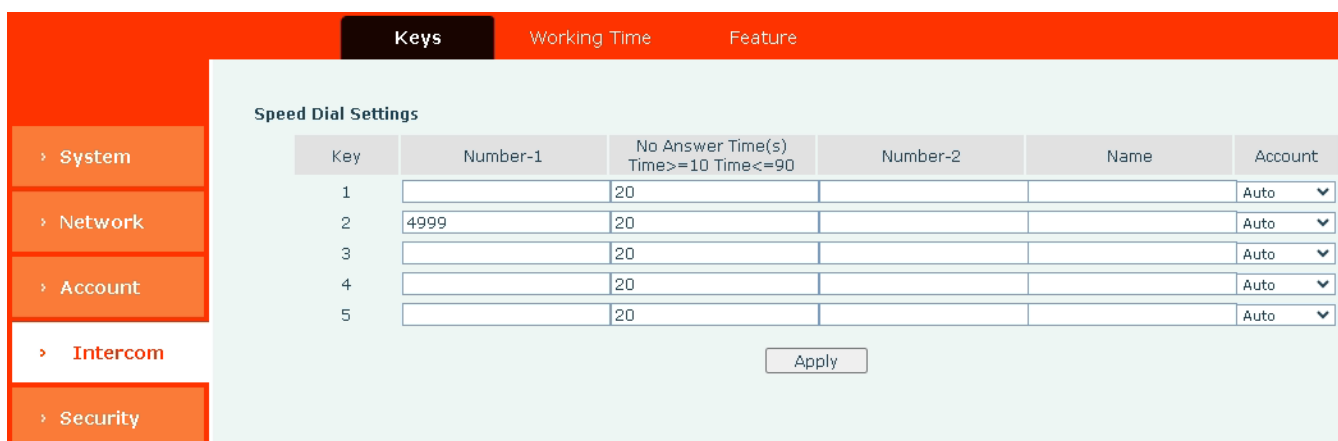 Keys Working Time Feature
Speed Dial Settings
› System
› Network
› Account
› Intercom
› Security
Key Number-1 No Answer Time(s) Time>=10 Time<=90 Number-2 Name Account
1 20 Auto
2 4999 20 Auto
3 20 Auto
4 20 Auto
5 20 Auto
Apply